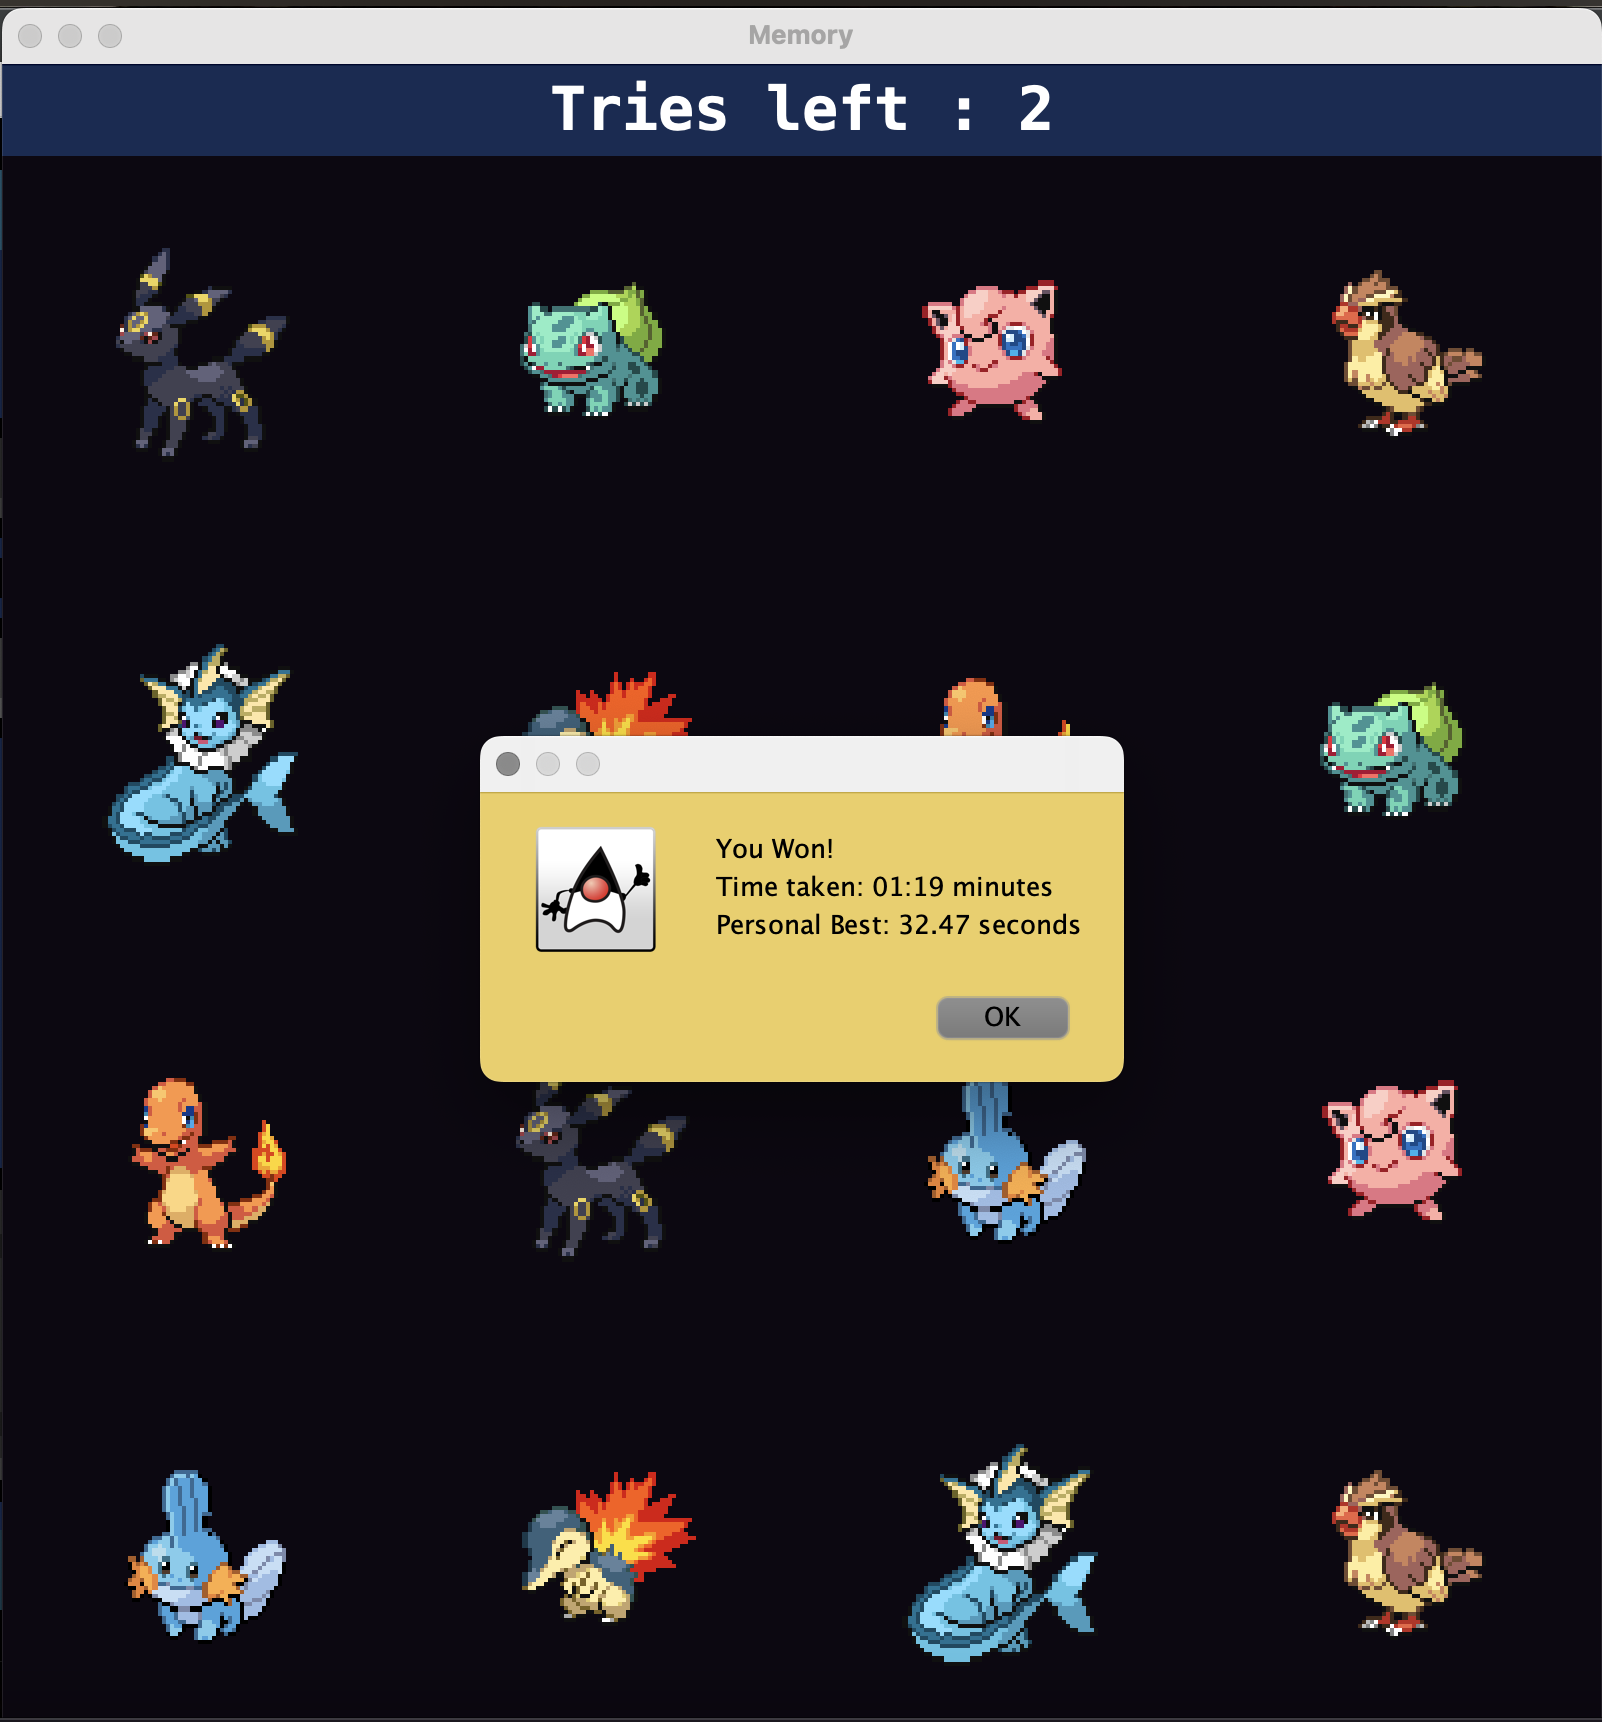 Memory
Tries left : 2
You Won!
Time taken: 01:19 minutes
Personal Best: 32.47 seconds
OK